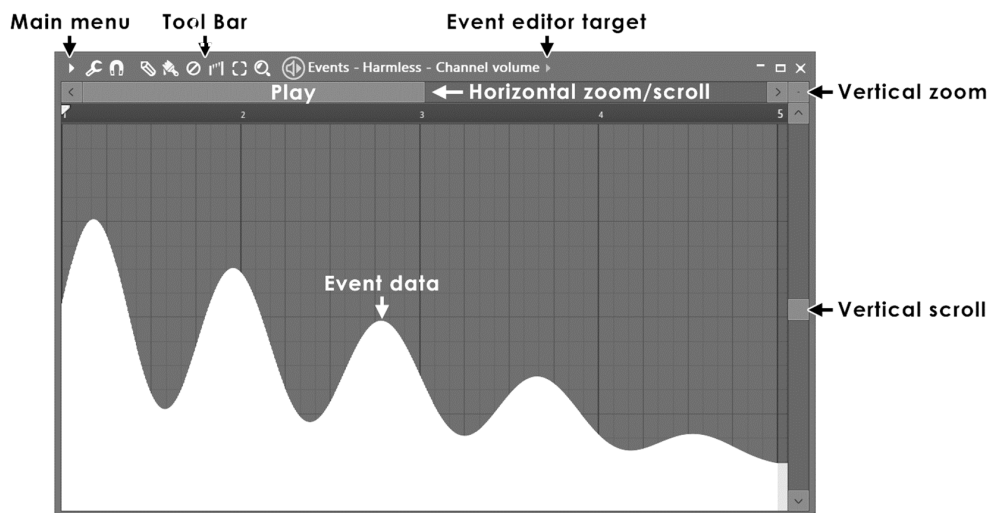 Main menu Tool Bar Event editor target
Events - Harmless - Channel volume
Play Horizontal zoom/scroll Vertical zoom
1 2 3 4 5
Event data
Vertical scroll